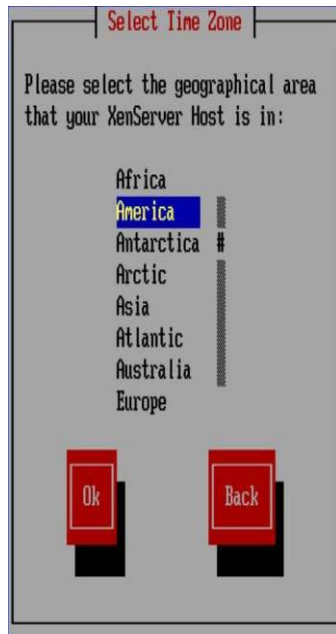 Select Time Zone
Please select the geographical area
that your XenServer Host is in:
Africa
America
Antarctica #
Arctic
Asia
Atlantic
Australia
Europe
Ok Back